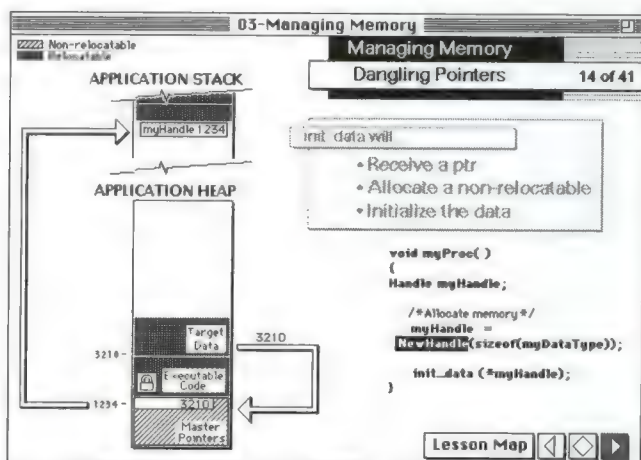 03-Managing Memory
Non-relocatable
Relocatable
Managing Memory
Dangling Pointers 14 of 41
APPLICATION STACK
myHandle 1234
APPLICATION HEAP
init_data will
• Receive a ptr
• Allocate a non-relocatable
• Initialize the data
void myProc( )
{
Handle myHandle;
/*Allocate memory*/
myHandle =
NewHandle(sizeof(myDataType));
init_data (*myHandle);
}
Target
Data
3210
3210-
Executable
Code
1234
3210
Master
Pointers
Lesson Map